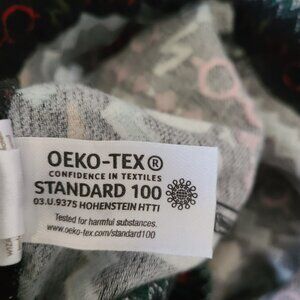 OEKO-TEX®
CONFIDENCE IN TEXTILES
STANDARD 100
03.U.9375 HOHENSTEIN HTTI
Tested for harmful substances.
www.oeko-tex.com/standard100